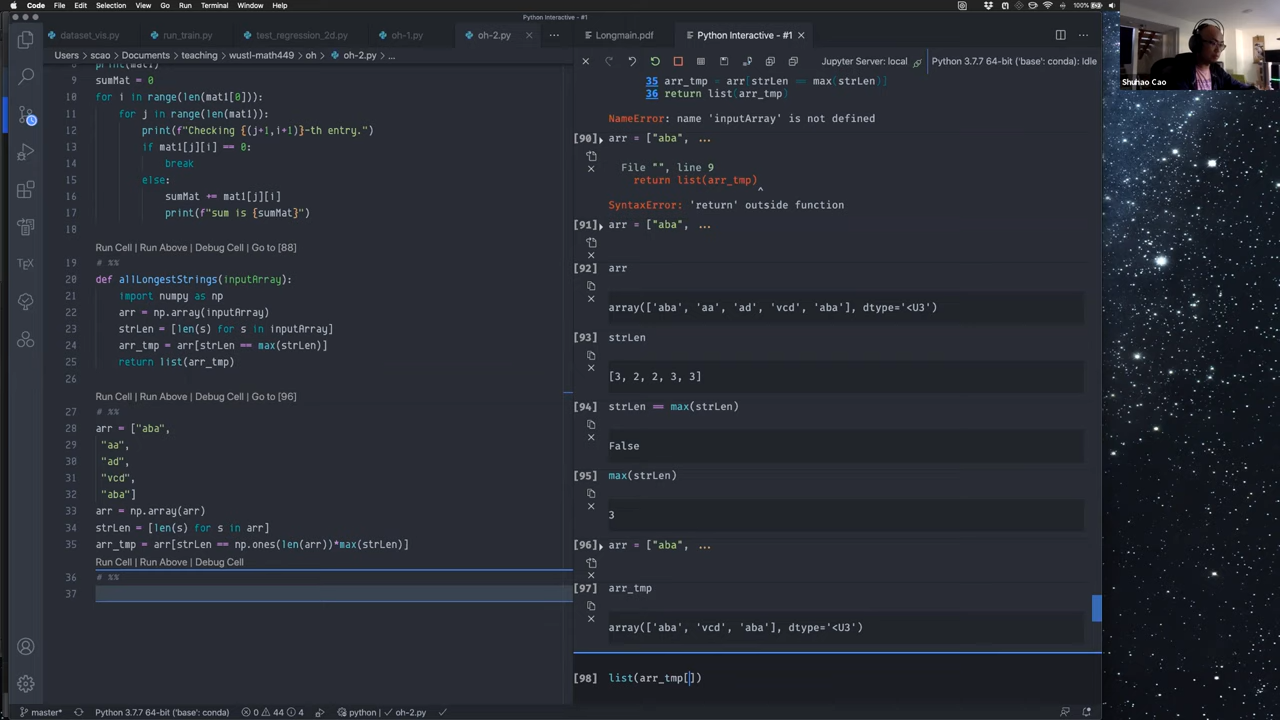 Code File Edit Selection View Go Run Terminal Window Help 100%
Python Interactive - #1
dataset_vis.py run_train.py test_regression_2d.py oh-1.py oh-2.py × ···
Users > scao > Documents > teaching > wustl-math449 > oh > oh-2.py > ...
9 sumMat = 0
10 for i in range(len(mat1[0])):
11 for j in range(len(mat1)):
12 print(f"Checking {(j+1,i+1)}-th entry.")
13 if mat1[j][i] == 0:
14 break
15 else:
16 sumMat += mat1[j][i]
17 print(f"sum is {sumMat}")
18
Run Cell | Run Above | Debug Cell | Go to [88]
19 # %%
20 def allLongestStrings(inputArray):
21 import numpy as np
22 arr = np.array(inputArray)
23 strLen = [len(s) for s in inputArray]
24 arr_tmp = arr[strLen == max(strLen)]
25 return list(arr_tmp)
26
Run Cell | Run Above | Debug Cell | Go to [96]
27 # %%
28 arr = ["aba",
29 "aa",
30 "ad",
31 "vcd",
32 "aba"]
33 arr = np.array(arr)
34 strLen = [len(s) for s in arr]
35 arr_tmp = arr[strLen == np.ones(len(arr))*max(strLen)]
Run Cell | Run Above | Debug Cell
36 # %%
37
TEX
master* 0 44 4 python | oh-2.py
Longmain.pdf Python Interactive - #1 ×
Jupyter Server: local Python 3.7.7 64-bit ('base': conda): Idle
35 arr_tmp = arr[strLen == max(strLen)]
36 return list(arr_tmp)
NameError: name 'inputArray' is not defined
[90] arr = ["aba", ...
File "", line 9
return list(arr_tmp)
^
SyntaxError: 'return' outside function
[91] arr = ["aba", ...
[92] arr
array(['aba', 'aa', 'ad', 'vcd', 'aba'], dtype='<U3')
[93] strLen
[3, 2, 2, 3, 3]
[94] strLen == max(strLen)
False
[95] max(strLen)
3
[96] arr = ["aba", ...
[97] arr_tmp
array(['aba', 'vcd', 'aba'], dtype='<U3')
[98] list(arr_tmp[])
Python 3.7.7 64-bit ('base': conda)
Shuhao Cao